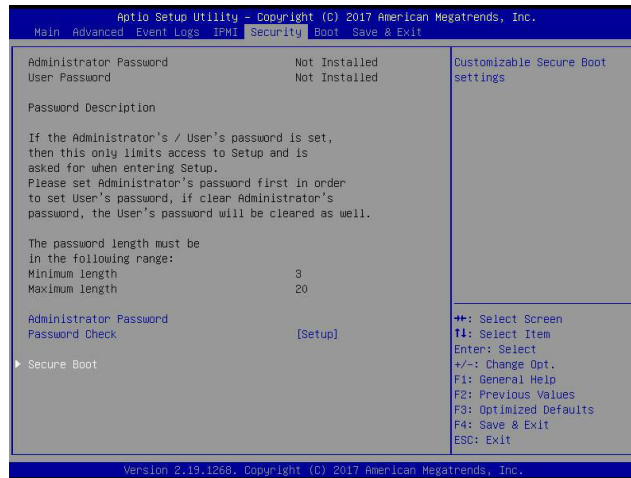 Aptio Setup Utility – Copyright (C) 2017 American Megatrends, Inc.
Main Advanced Event Logs IPMI Security Boot Save & Exit
Administrator Password Not Installed
User Password Not Installed
Password Description
If the Administrator's / User's password is set,
then this only limits access to Setup and is
asked for when entering Setup.
Please set Administrator's password first in order
to set User's password, if clear Administrator's
password, the User's password will be cleared as well.
The password length must be
in the following range:
Minimum length 3
Maximum length 20
Administrator Password
Password Check [Setup]
Secure Boot
Customizable Secure Boot
settings
→←: Select Screen
↑↓: Select Item
Enter: Select
+/-: Change Opt.
F1: General Help
F2: Previous Values
F3: Optimized Defaults
F4: Save & Exit
ESC: Exit
Version 2.19.1268. Copyright (C) 2017 American Megatrends, Inc.